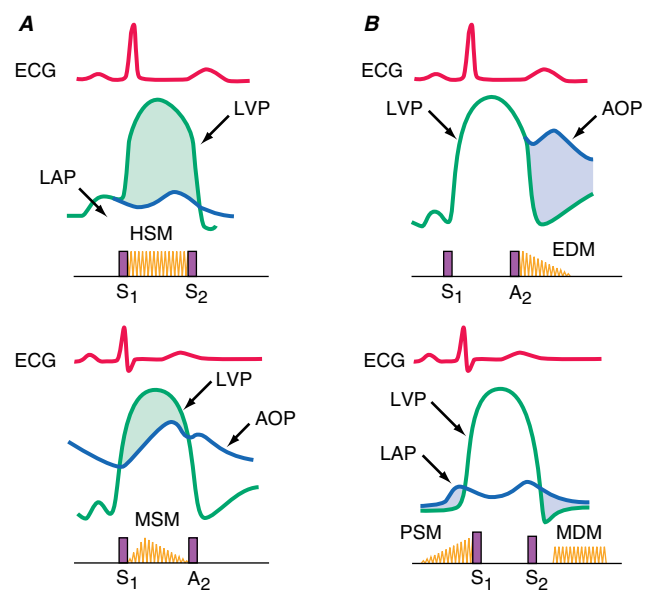 A
ECG
LVP
LAP
HSM
S1 S2
ECG
LVP
AOP
MSM
S1 A2
B
ECG
LVP AOP
EDM
S1 A2
ECG
LVP
LAP
PSM MDM
S1 S2